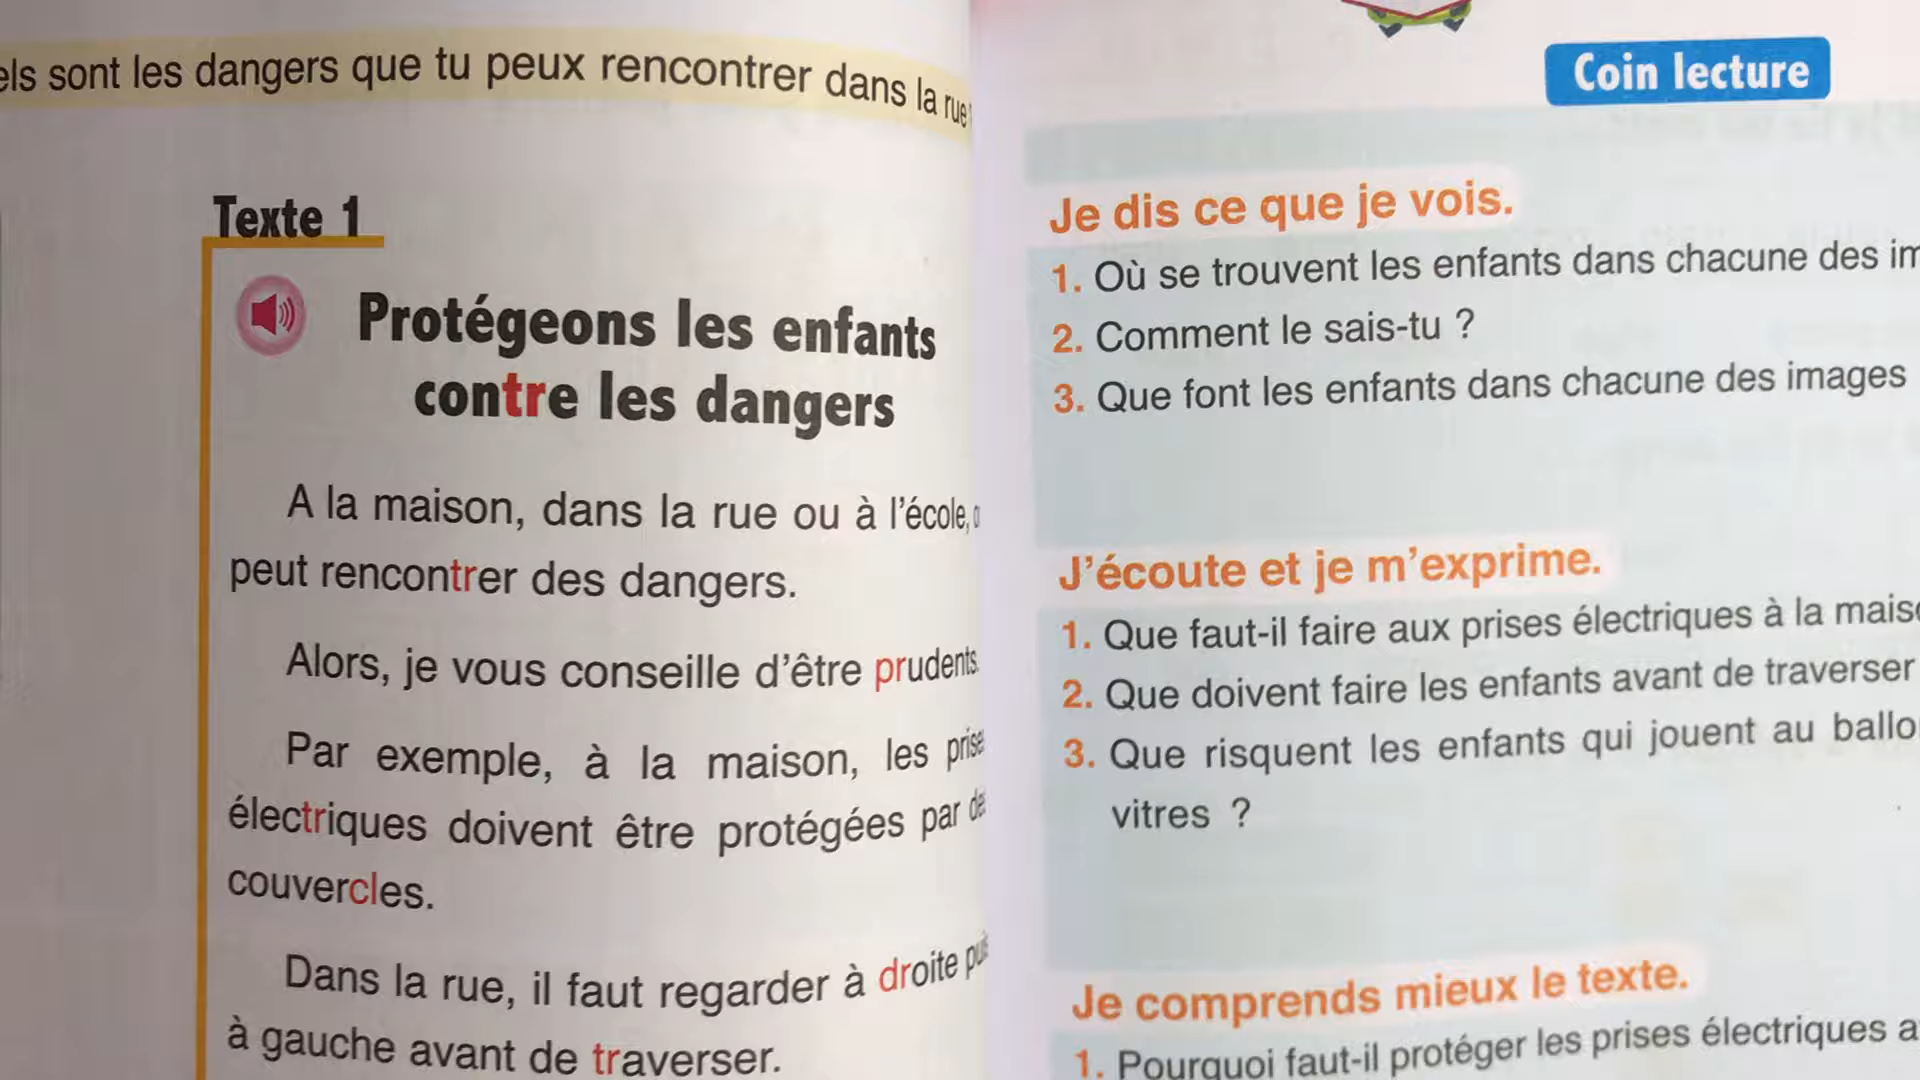 sont les dangers que tu peux rencontrer dans la rue
Texte 1
Protégeons les enfants
contre les dangers
A la maison, dans la rue ou à l'école,
peut rencontrer des dangers.
Alors, je vous conseille d'être prudents
Par exemple, à la maison, les
électriques doivent être protégées par
couvercles.
Dans la rue, il faut regarder à droite
à gauche avant de traverser.
Coin lecture
Je dis ce que je vois.
1. Où se trouvent les enfants dans chacune des
2. Comment le sais-tu ?
3. Que font les enfants dans chacune des images
J'écoute et je m'exprime.
1. Que faut-il faire aux prises électriques à la
2. Que doivent faire les enfants avant de traverser
3. Que risquent les enfants qui jouent au
vitres ?
Je comprends mieux le texte.
1. Pourquoi faut-il protéger les prises électriques